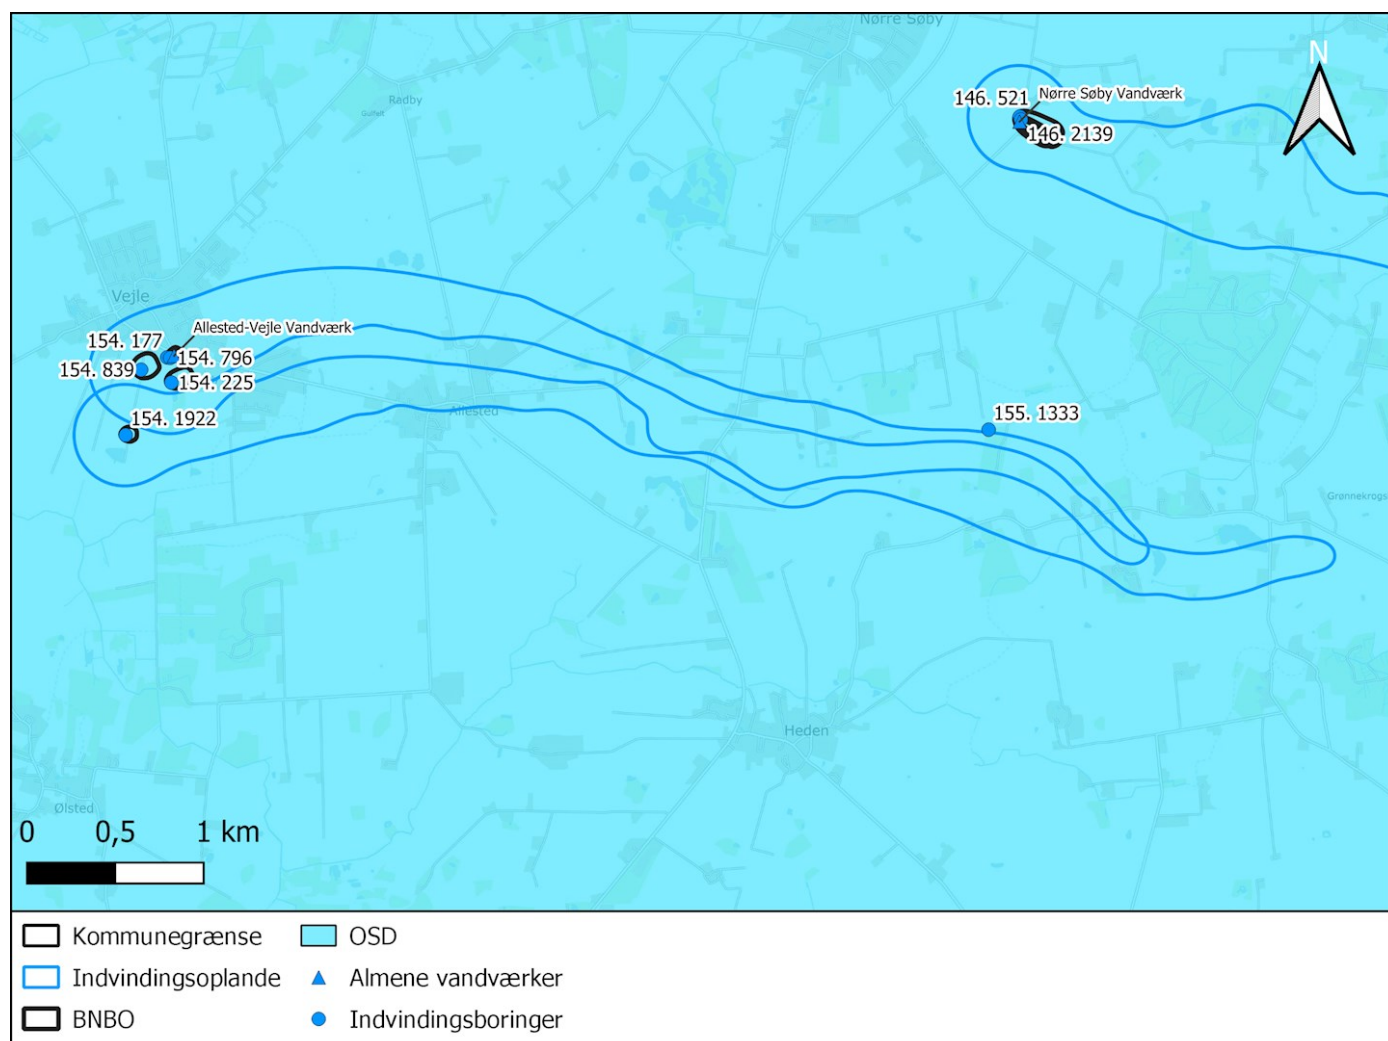 Nørre Søby
N
Radby
Gulfelt
146. 521
Nørre Søby Vandværk
146. 2139
Vejle
Allested-Vejle Vandværk
154. 177
154. 796
154. 839
154. 225
154. 1922
Allested
155. 1333
Grønnekrogs
Heden
Ølsted
0 0,5 1 km
Kommunegrænse
OSD
Indvindingsoplande
Almene vandværker
BNBO
Indvindingsboringer